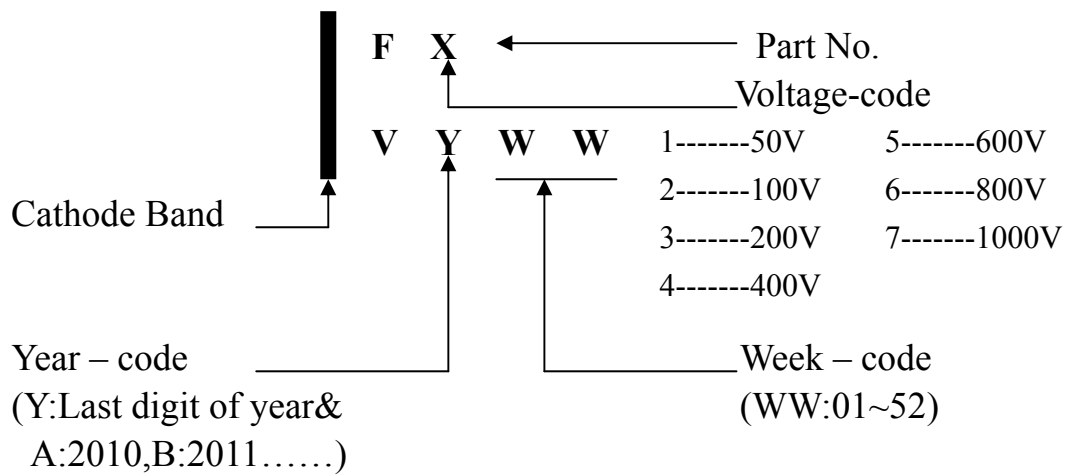 F X Part No.
Voltage-code
V Y W W 1-------50V 5-------600V
2-------100V 6-------800V
Cathode Band
3-------200V 7-------1000V
4-------400V
Year – code Week – code
(Y:Last digit of year& (WW:01~52)
A:2010,B:2011……)